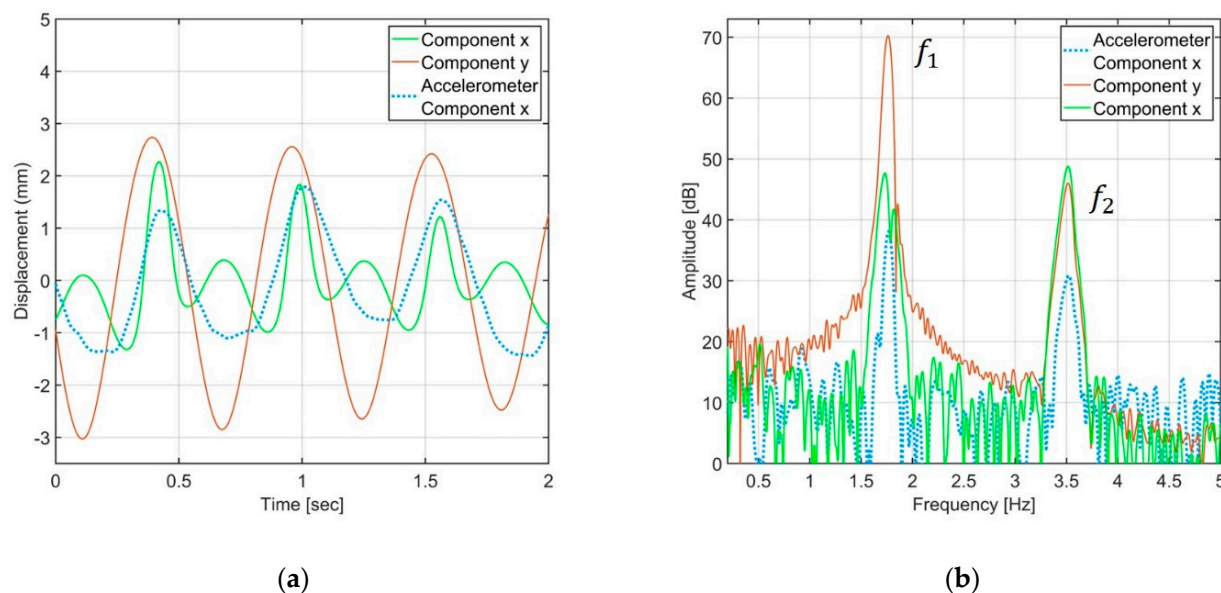 5
4
3
2
1
0
-1
-2
-3
Displacement (mm)
0
0.5
1
1.5
2
Time [sec]
Component x
Component y
Accelerometer
Component x
(a)
70
60
50
40
30
20
10
0
Amplitude [dB]
0.5
1
1.5
2
2.5
3
3.5
4
4.5
5
Frequency [Hz]
f1
f2
Accelerometer
Component x
Component y
Component x
(b)